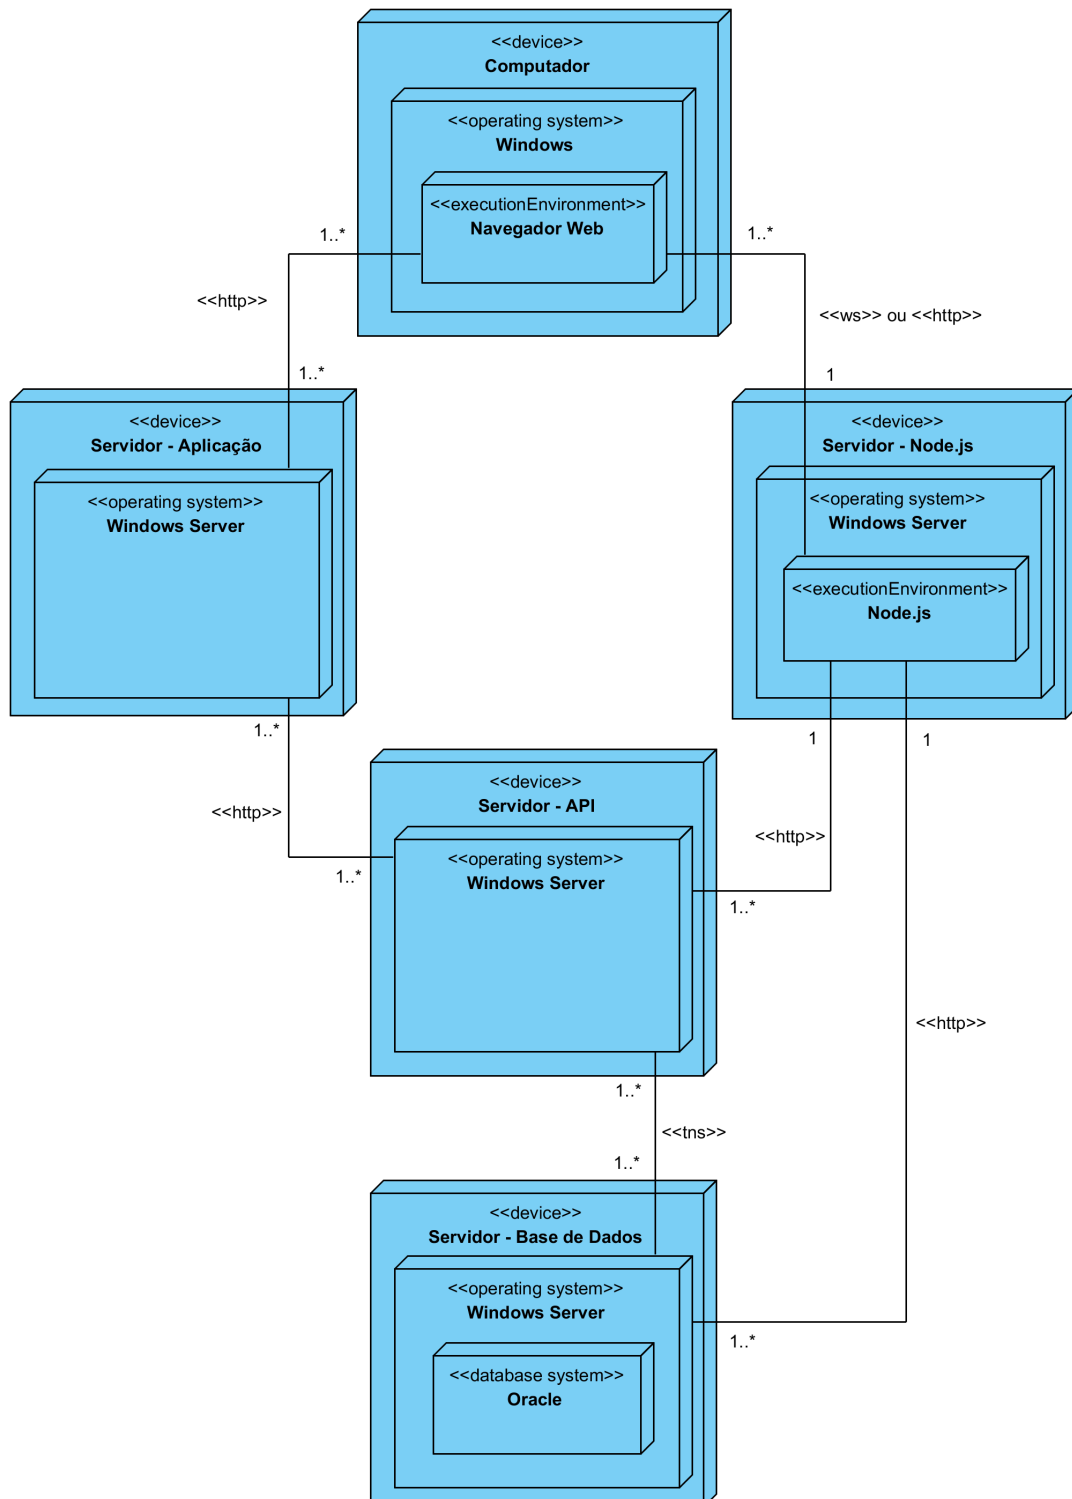 <<device>>
Computador
<<operating system>>
Windows
<<executionEnvironment>>
Navegador Web
1..*
1..*
<<http>>
<<ws>> ou <<http>>
1..*
1
<<device>>
Servidor - Aplicação
<<operating system>>
Windows Server
<<device>>
Servidor - Node.js
<<operating system>>
Windows Server
<<executionEnvironment>>
Node.js
1..*
1
1
<<http>>
<<device>>
Servidor - API
<<operating system>>
Windows Server
<<http>>
1..*
1..*
<<http>>
1..*
<<tns>>
1..*
<<device>>
Servidor - Base de Dados
<<operating system>>
Windows Server
1..*
<<database system>>
Oracle